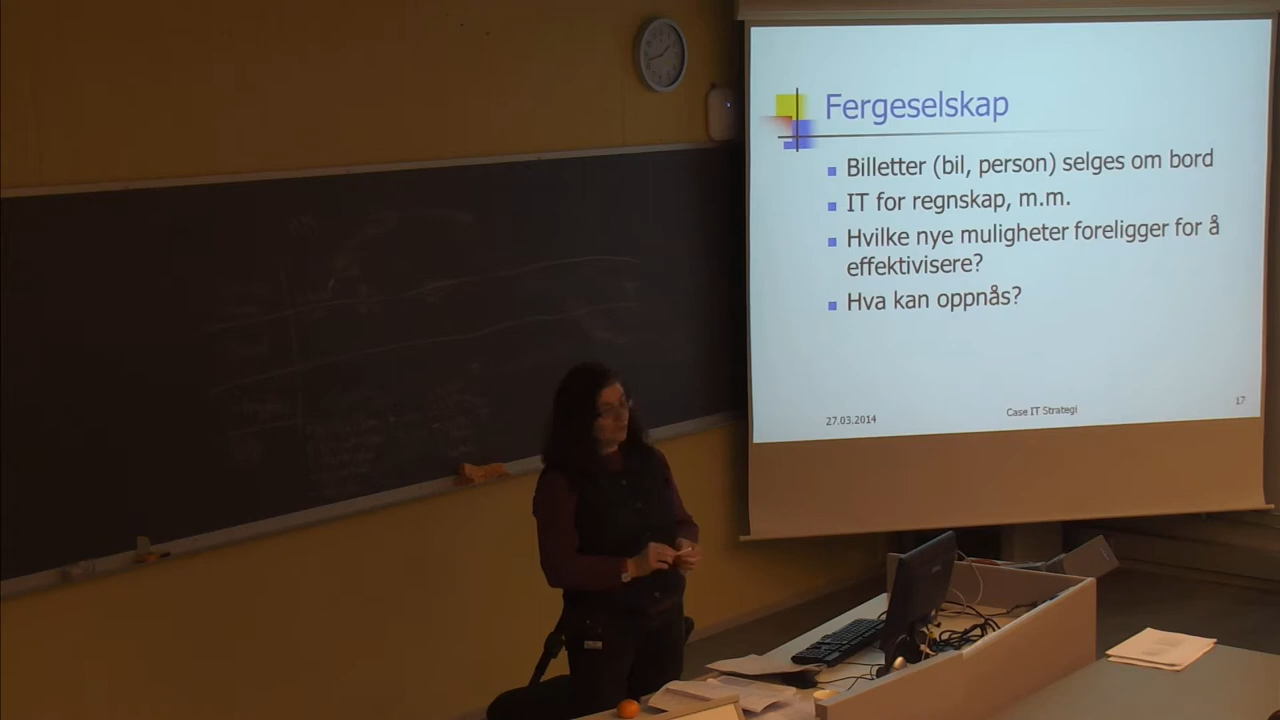 Fergeselskap
Billetter (bil, person) selges om bord
IT for regnskap, m.m.
Hvilke nye muligheter foreligger for å
effektivisere?
Hva kan oppnås?
27.03.2014
Case IT Strategi
17